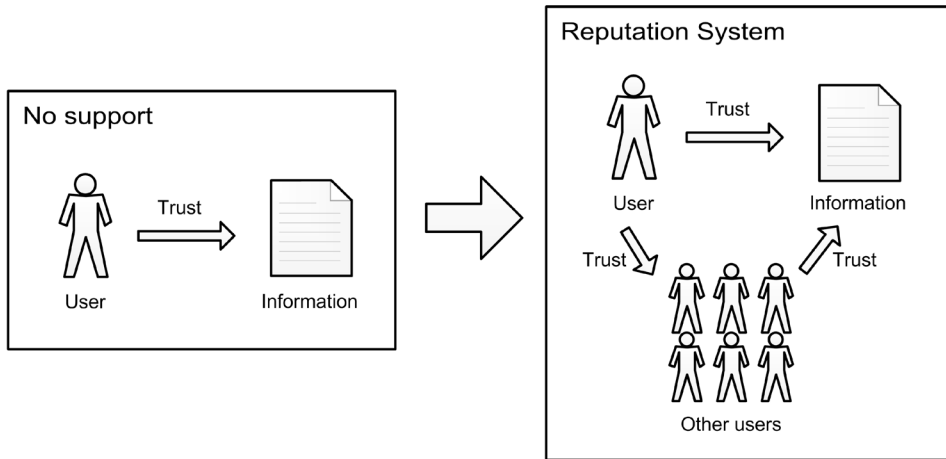 No support
Trust
User
Information
Reputation System
Trust
User
Information
Trust
Trust
Other users